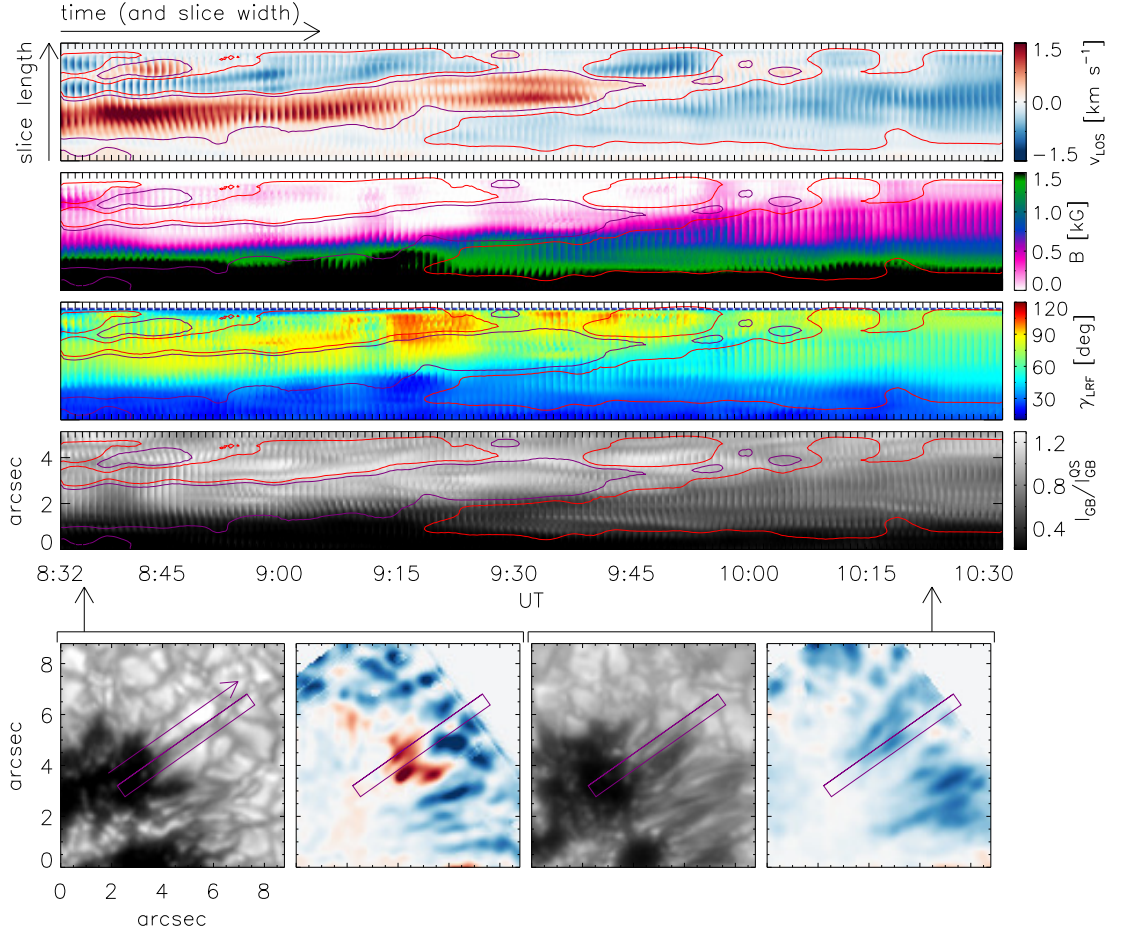 time (and slice width)
slice length
1.5
0.0
−1.5
v_LOS [km s⁻¹]
1.5
1.0
0.5
0.0
B [kG]
120
90
60
30
γ_LRF [deg]
arcsec
4
2
0
1.2
0.8
0.4
I_GB/I_GB^QS
8:32 8:45 9:00 9:15 9:30 9:45 10:00 10:15 10:30
UT
arcsec
8
6
4
2
0
0 2 4 6 8
arcsec